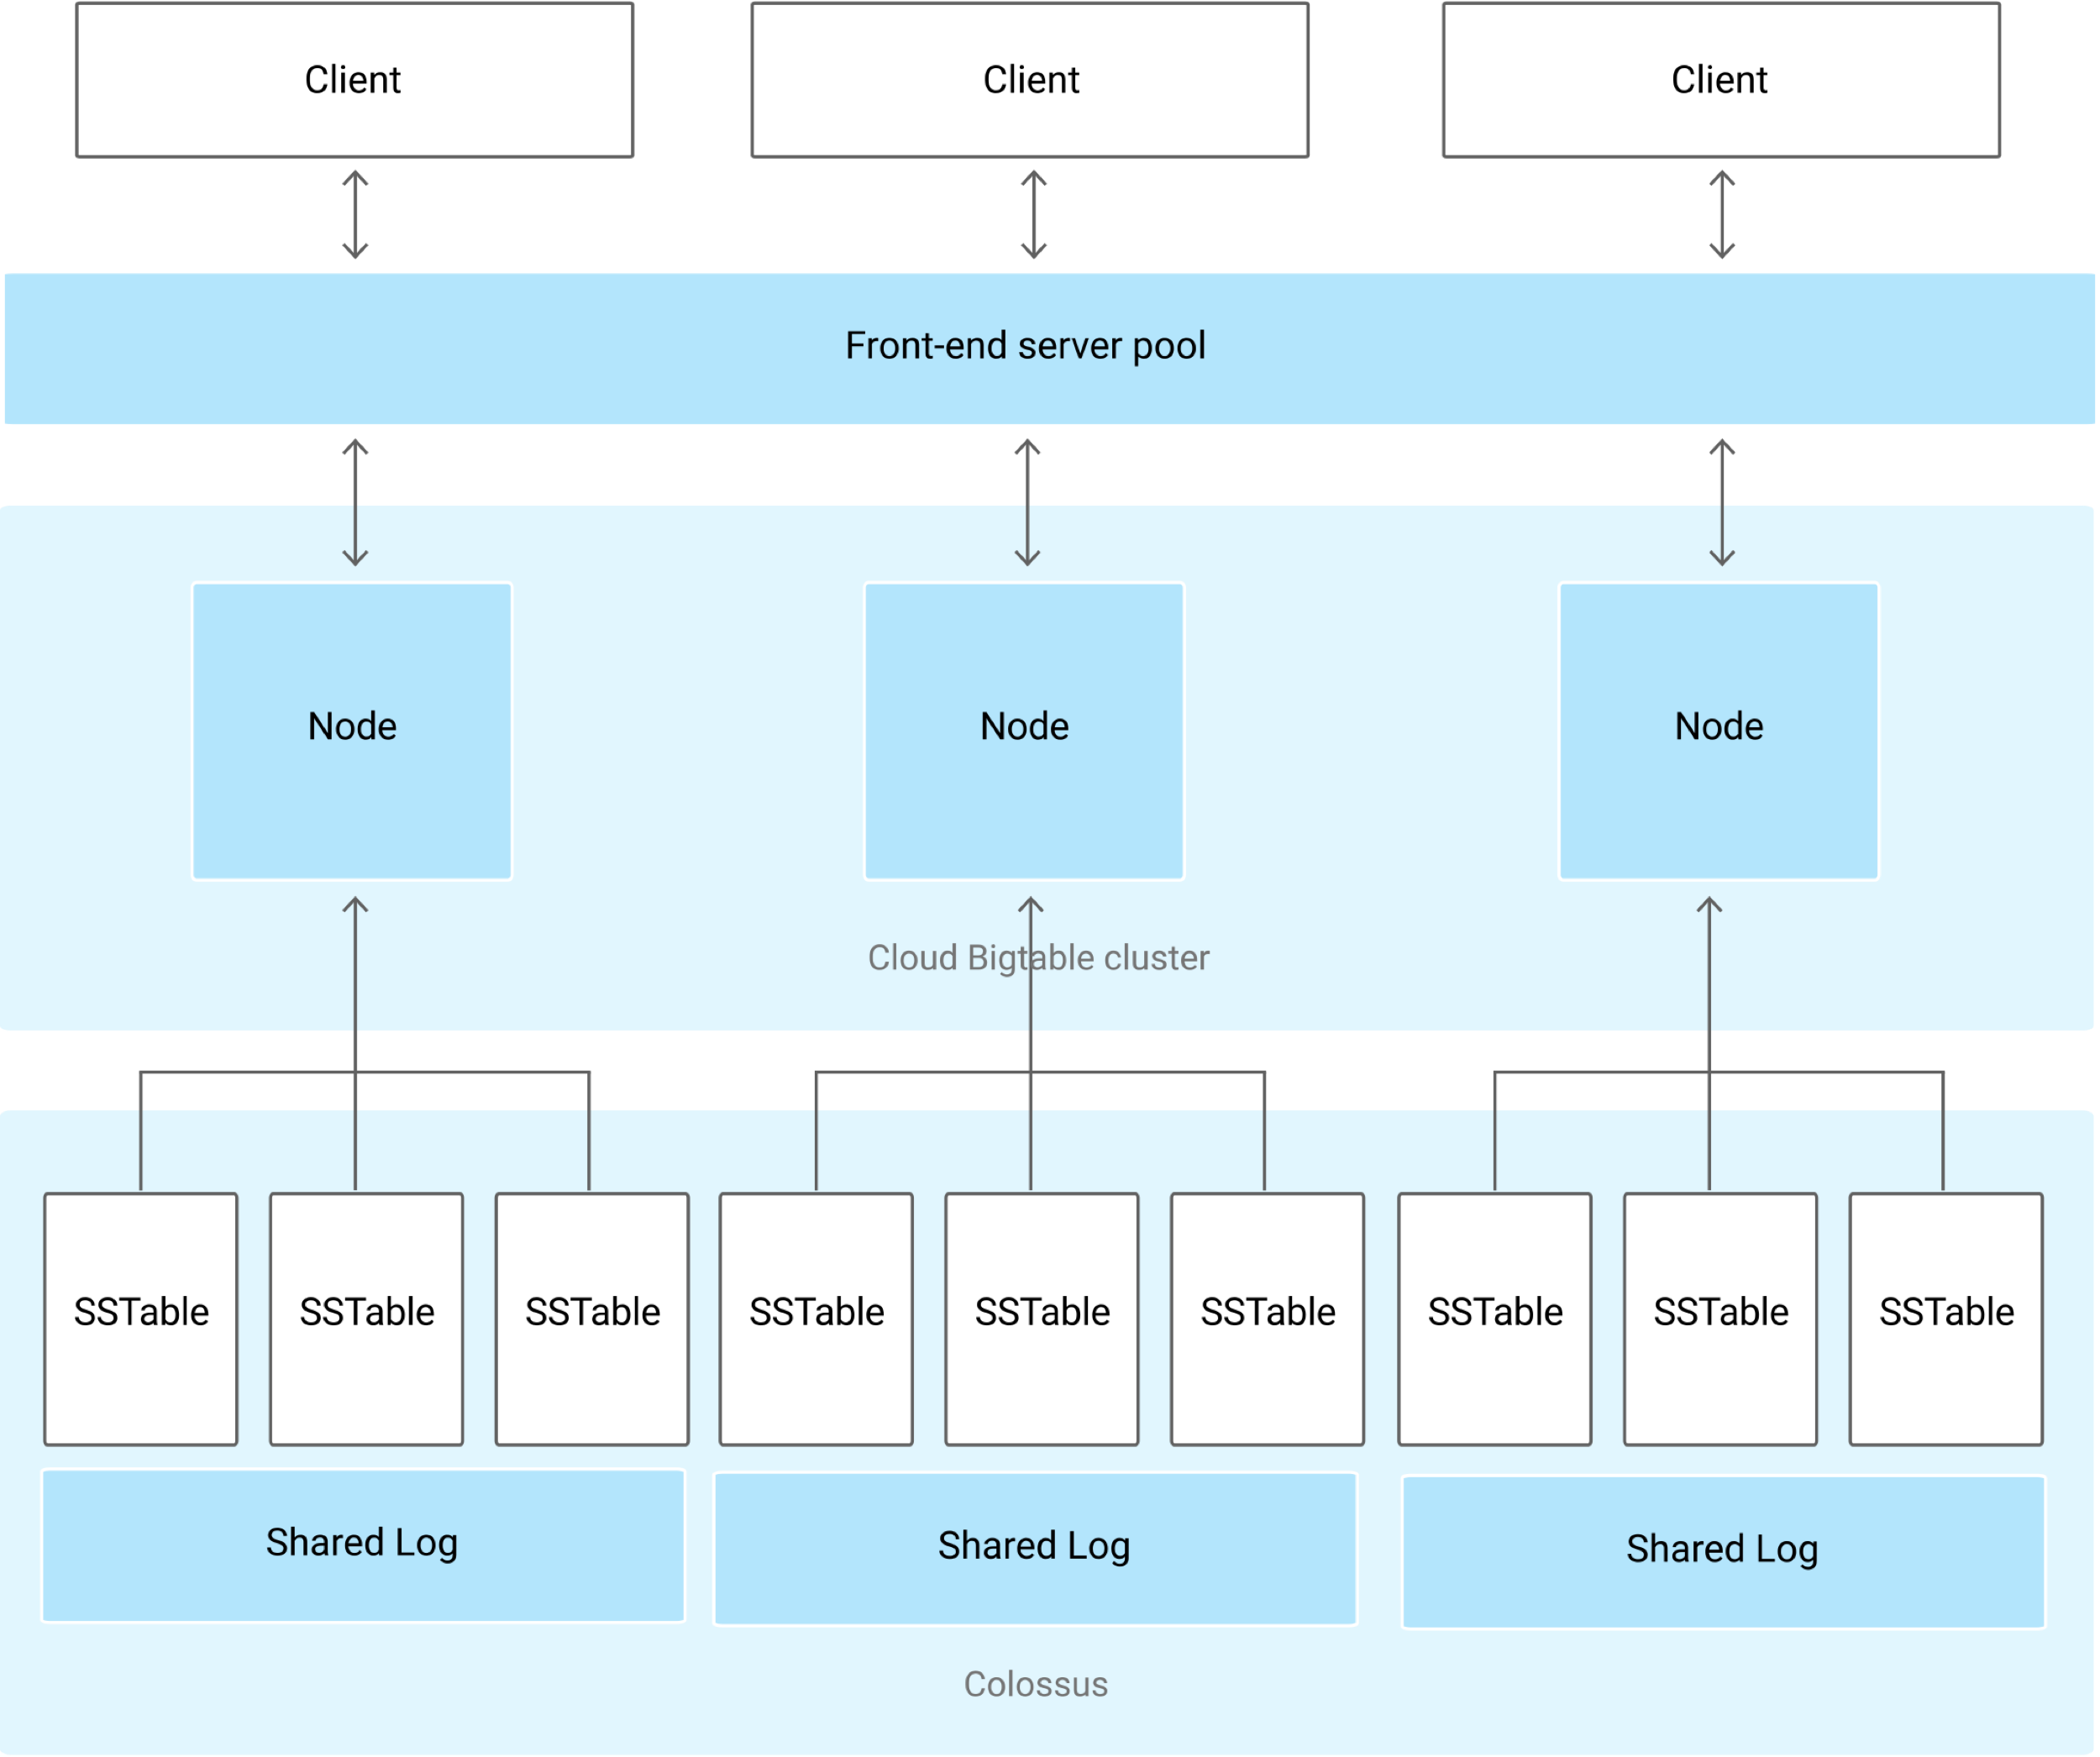 Client
Client
Client
Front-end server pool
Node
Node
Node
Cloud Bigtable cluster
SSTable
SSTable
SSTable
SSTable
SSTable
SSTable
SSTable
SSTable
SSTable
Shared Log
Shared Log
Shared Log
Colossus